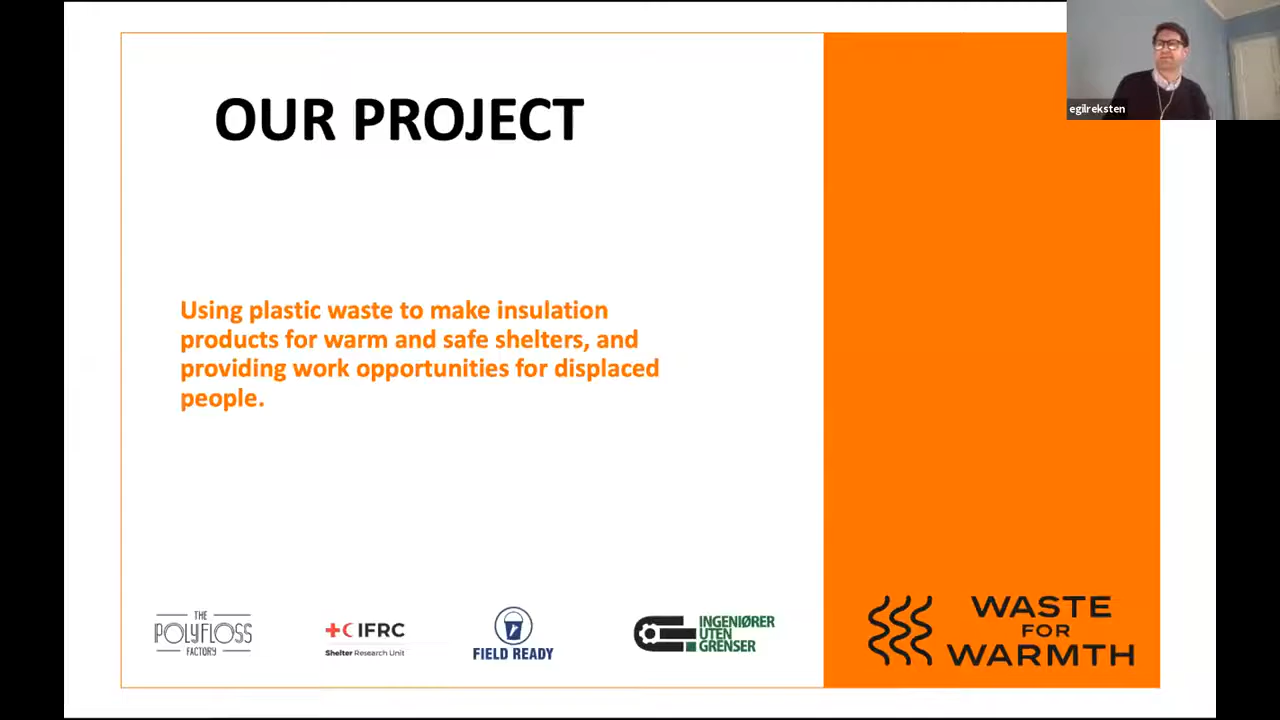 OUR PROJECT
egilreksten
Using plastic waste to make insulation
products for warm and safe shelters, and
providing work opportunities for displaced
people.
THE
POLYFLOSS
FACTORY
IFRC
Shelter Research Unit
FIELD READY
INGENIØRER
UTEN
GRENSER
WASTE
FOR
WARMTH